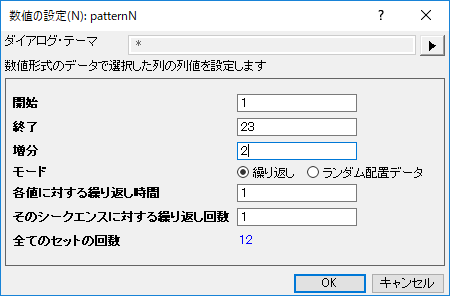 数値の設定(N): patternN
ダイアログ・テーマ *
数値形式のデータで選択した列の列値を設定します
開始 1
終了 23
増分 2
モード 繰り返し ランダム配置データ
各値に対する繰り返し時間 1
そのシークエンスに対する繰り返し回数 1
全てのセットの回数 12
OK キャンセル